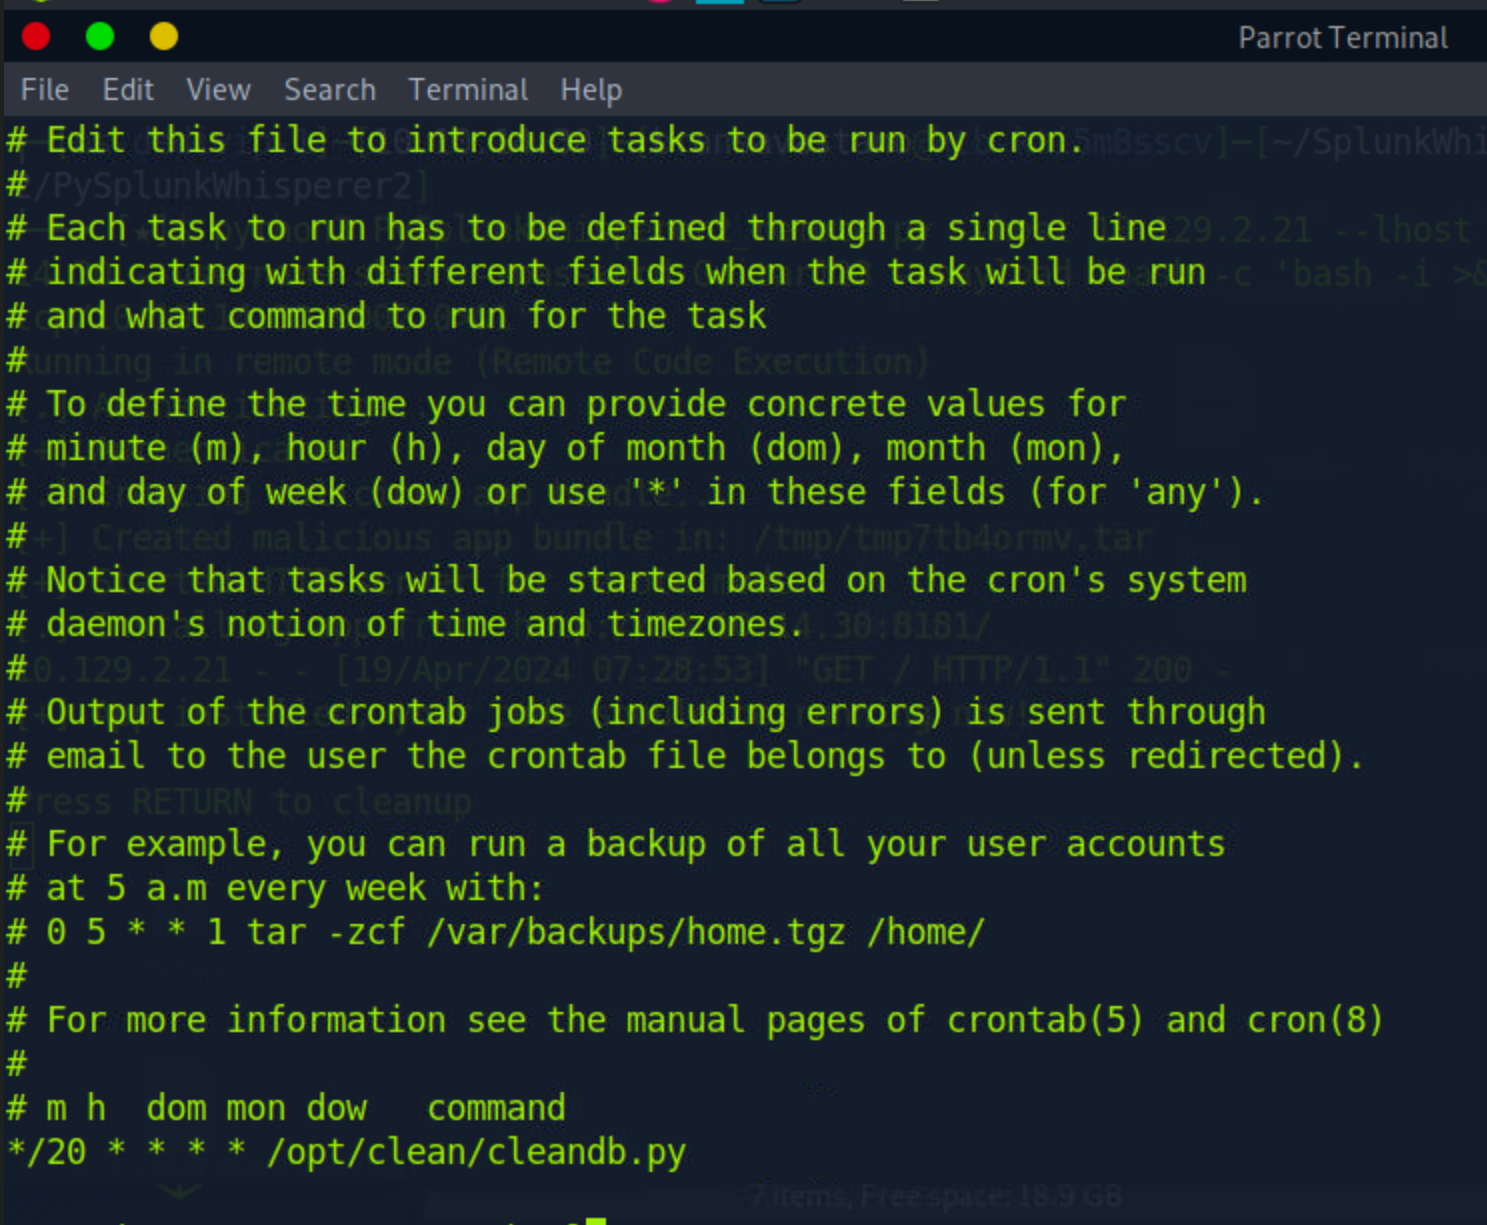 Parrot Terminal
File Edit View Search Terminal Help
# Edit this file to introduce tasks to be run by cron.
#
# Each task to run has to be defined through a single line
# indicating with different fields when the task will be run
# and what command to run for the task
#
# To define the time you can provide concrete values for
# minute (m), hour (h), day of month (dom), month (mon),
# and day of week (dow) or use '*' in these fields (for 'any').
#
# Notice that tasks will be started based on the cron's system
# daemon's notion of time and timezones.
#
# Output of the crontab jobs (including errors) is sent through
# email to the user the crontab file belongs to (unless redirected).
#
# For example, you can run a backup of all your user accounts
# at 5 a.m every week with:
# 0 5 * * 1 tar -zcf /var/backups/home.tgz /home/
#
# For more information see the manual pages of crontab(5) and cron(8)
#
# m h  dom mon dow   command
*/20 * * * * /opt/clean/cleandb.py
7 items, Free space: 18.9 GB